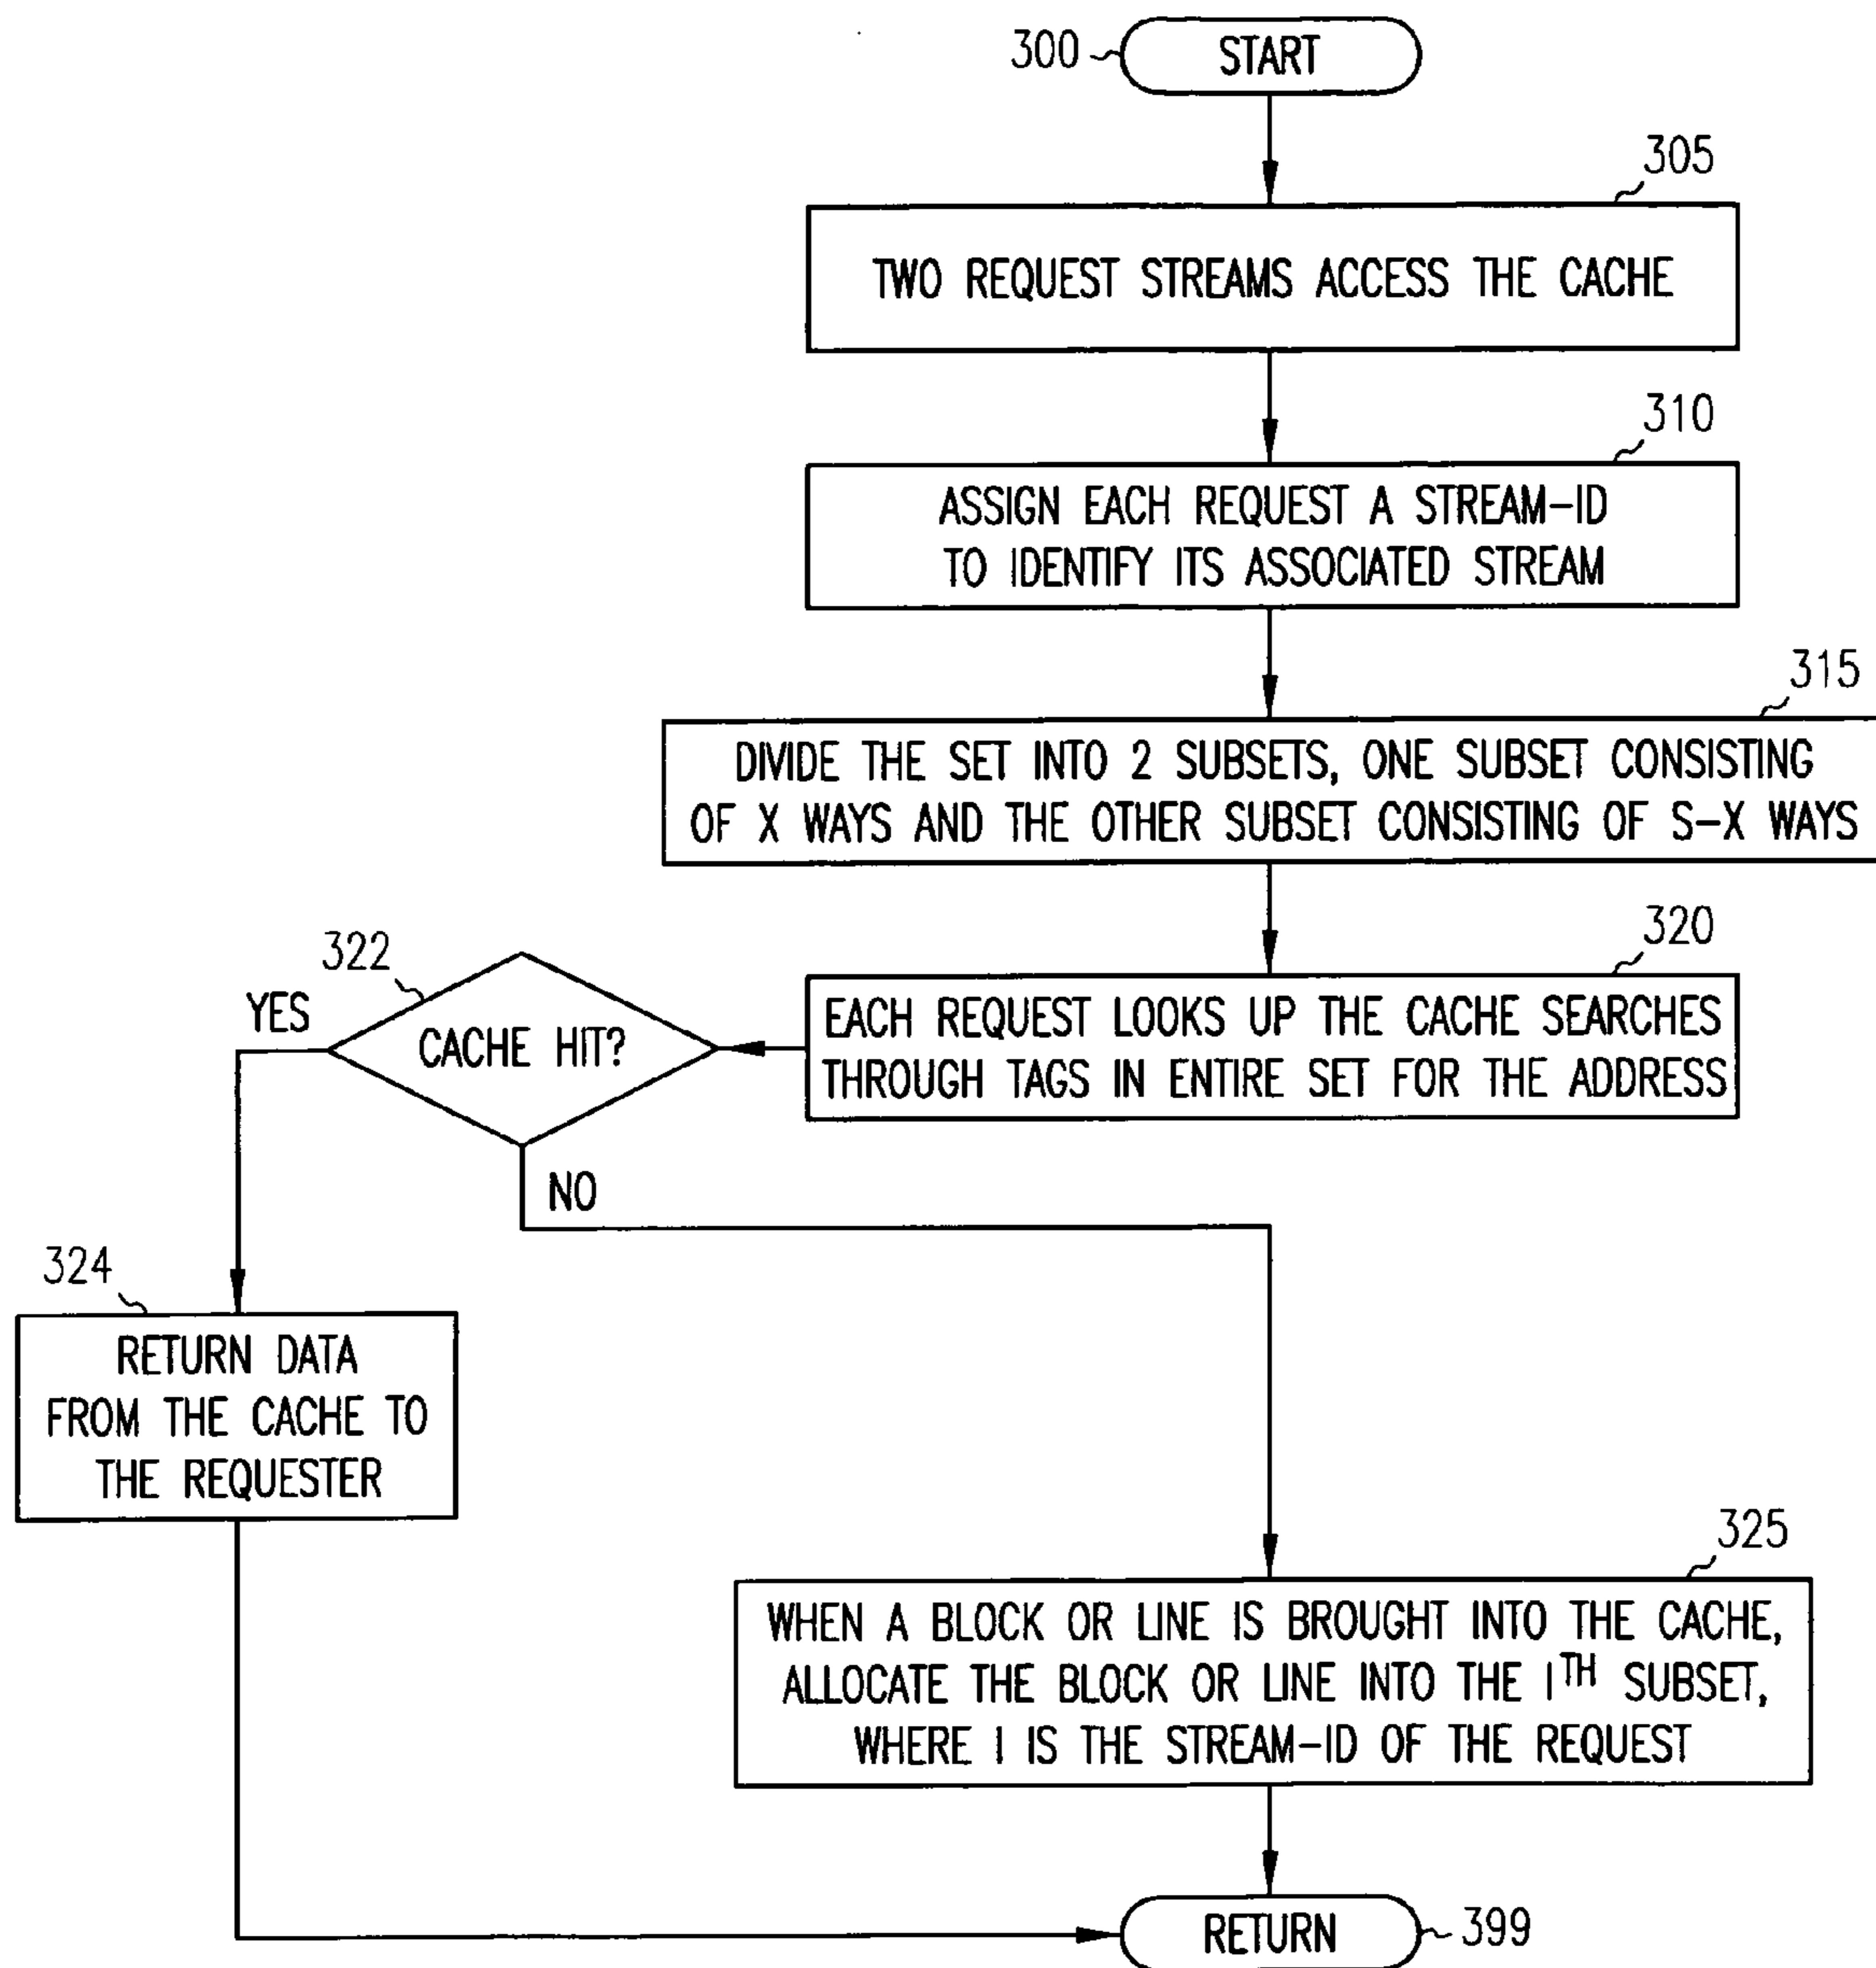 300
START
305
TWO REQUEST STREAMS ACCESS THE CACHE
310
ASSIGN EACH REQUEST A STREAM-ID
TO IDENTIFY ITS ASSOCIATED STREAM
315
DIVIDE THE SET INTO 2 SUBSETS, ONE SUBSET CONSISTING
OF X WAYS AND THE OTHER SUBSET CONSISTING OF S-X WAYS
320
EACH REQUEST LOOKS UP THE CACHE SEARCHES
THROUGH TAGS IN ENTIRE SET FOR THE ADDRESS
322
CACHE HIT?
YES
NO
324
RETURN DATA
FROM THE CACHE TO
THE REQUESTER
325
WHEN A BLOCK OR LINE IS BROUGHT INTO THE CACHE,
ALLOCATE THE BLOCK OR LINE INTO THE I^TH SUBSET,
WHERE I IS THE STREAM-ID OF THE REQUEST
RETURN
399